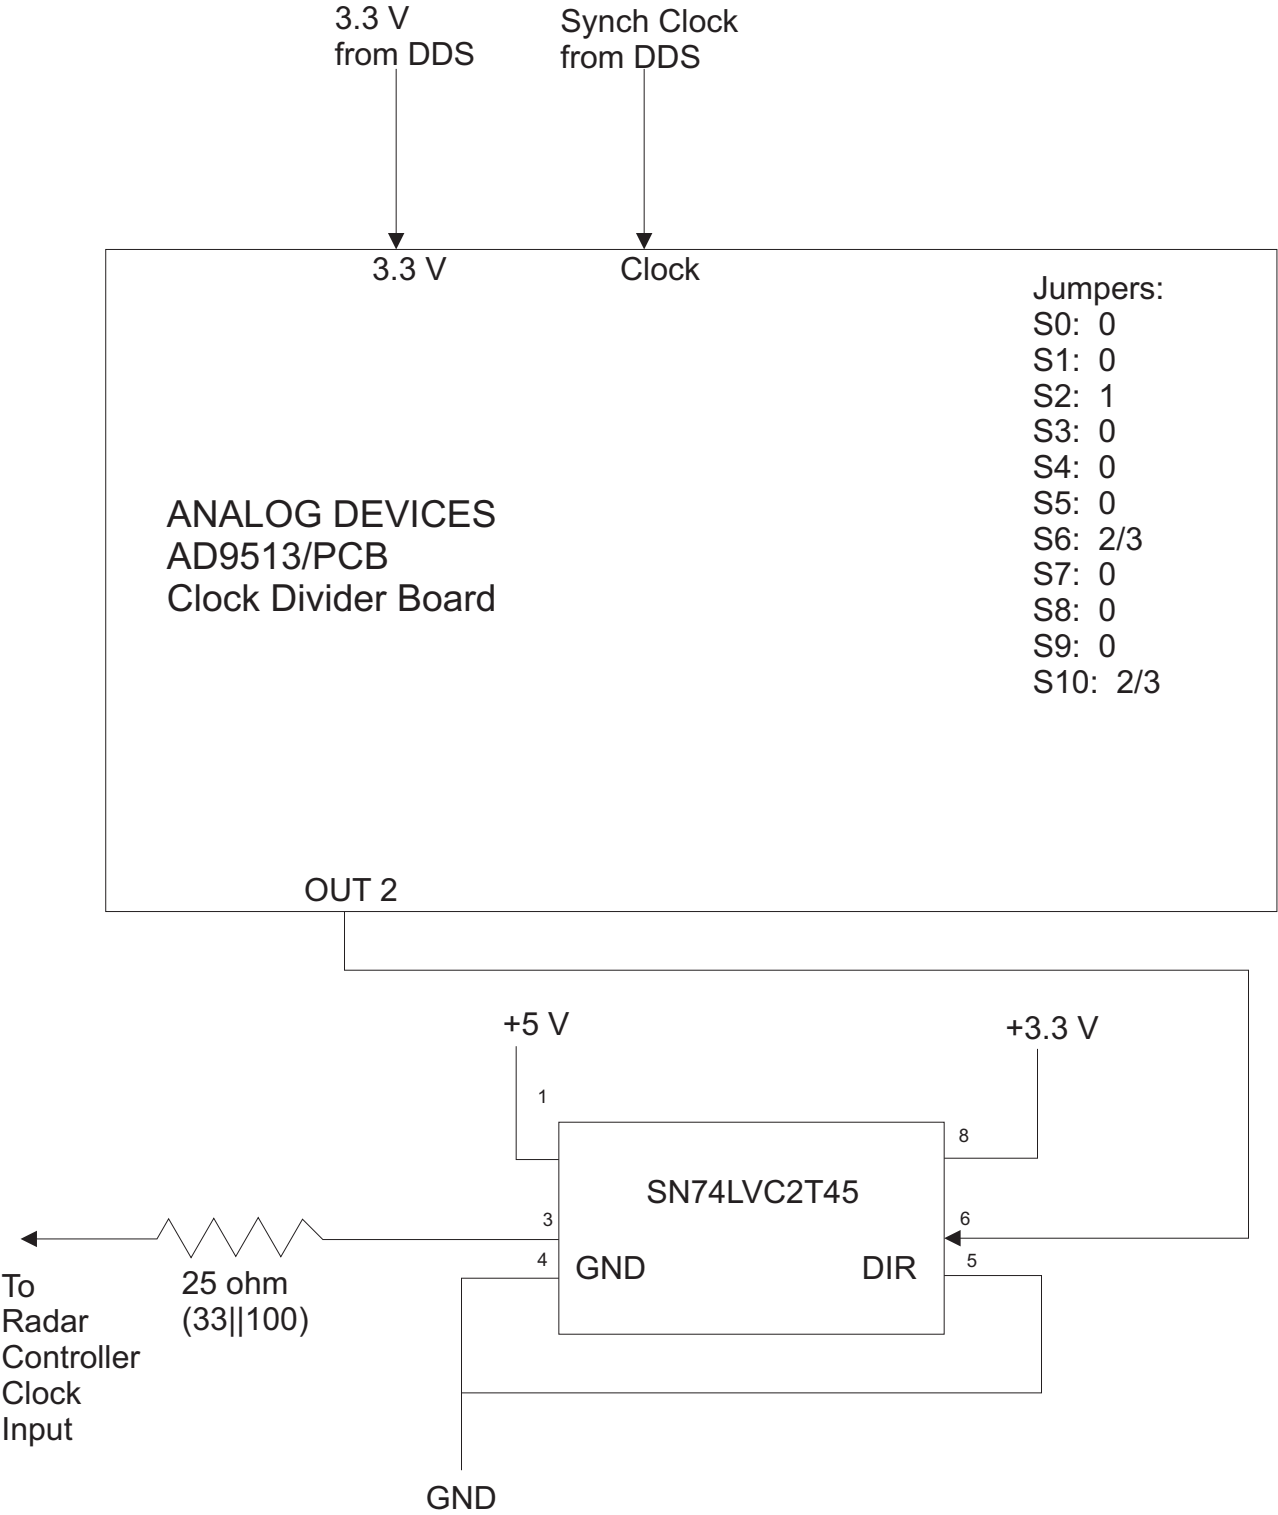 3.3 V
from DDS
Synch Clock
from DDS
3.3 V
Clock
Jumpers:
S0: 0
S1: 0
S2: 1
S3: 0
S4: 0
S5: 0
S6: 2/3
S7: 0
S8: 0
S9: 0
S10: 2/3
ANALOG DEVICES
AD9513/PCB
Clock Divider Board
OUT 2
+5 V
+3.3 V
1
8
SN74LVC2T45
3
6
4
GND
DIR
5
To
Radar
Controller
Clock
Input
25 ohm
(33||100)
GND